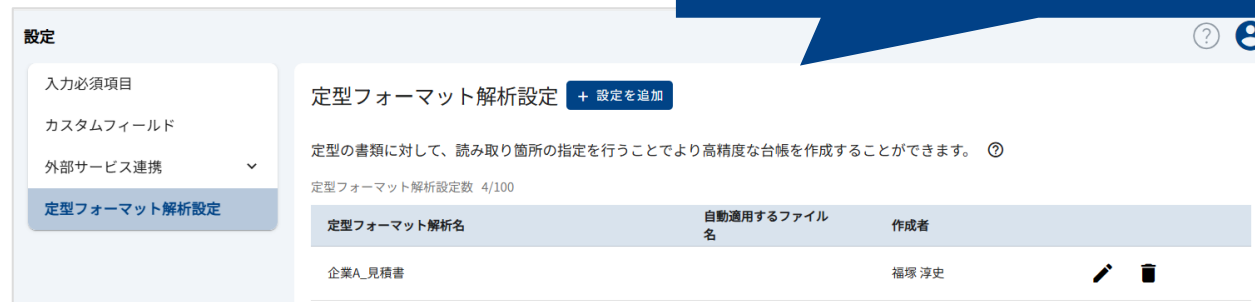 設定
入力必須項目
カスタムフィールド
外部サービス連携
定型フォーマット解析設定
定型フォーマット解析設定 + 設定を追加
定型の書類に対して、読み取り箇所の指定を行うことでより高精度な台帳を作成することができます。
定型フォーマット解析設定数 4/100
定型フォーマット解析名 自動適用するファイル名 作成者
企業A_見積書 福塚 淳史